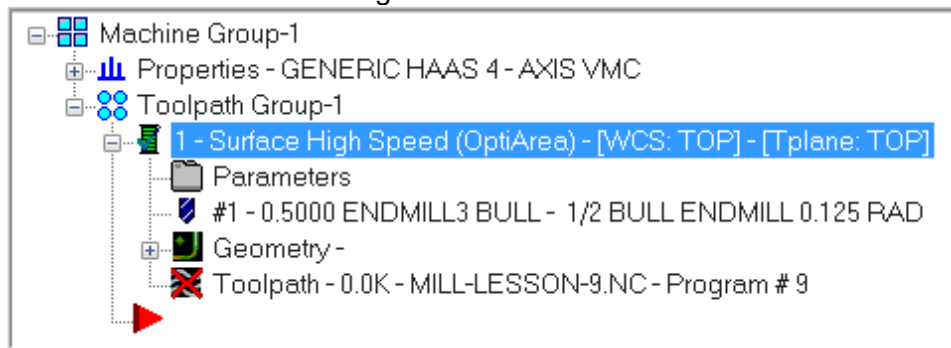 Machine Group-1
Properties - GENERIC HAAS 4 - AXIS VMC
Toolpath Group-1
1 - Surface High Speed (OptiArea) - [WCS: TOP] - [Tplane: TOP]
Parameters
#1 - 0.5000 ENDMILL3 BULL - 1/2 BULL ENDMILL 0.125 RAD
Geometry -
Toolpath - 0.0K - MILL-LESSON-9.NC - Program # 9